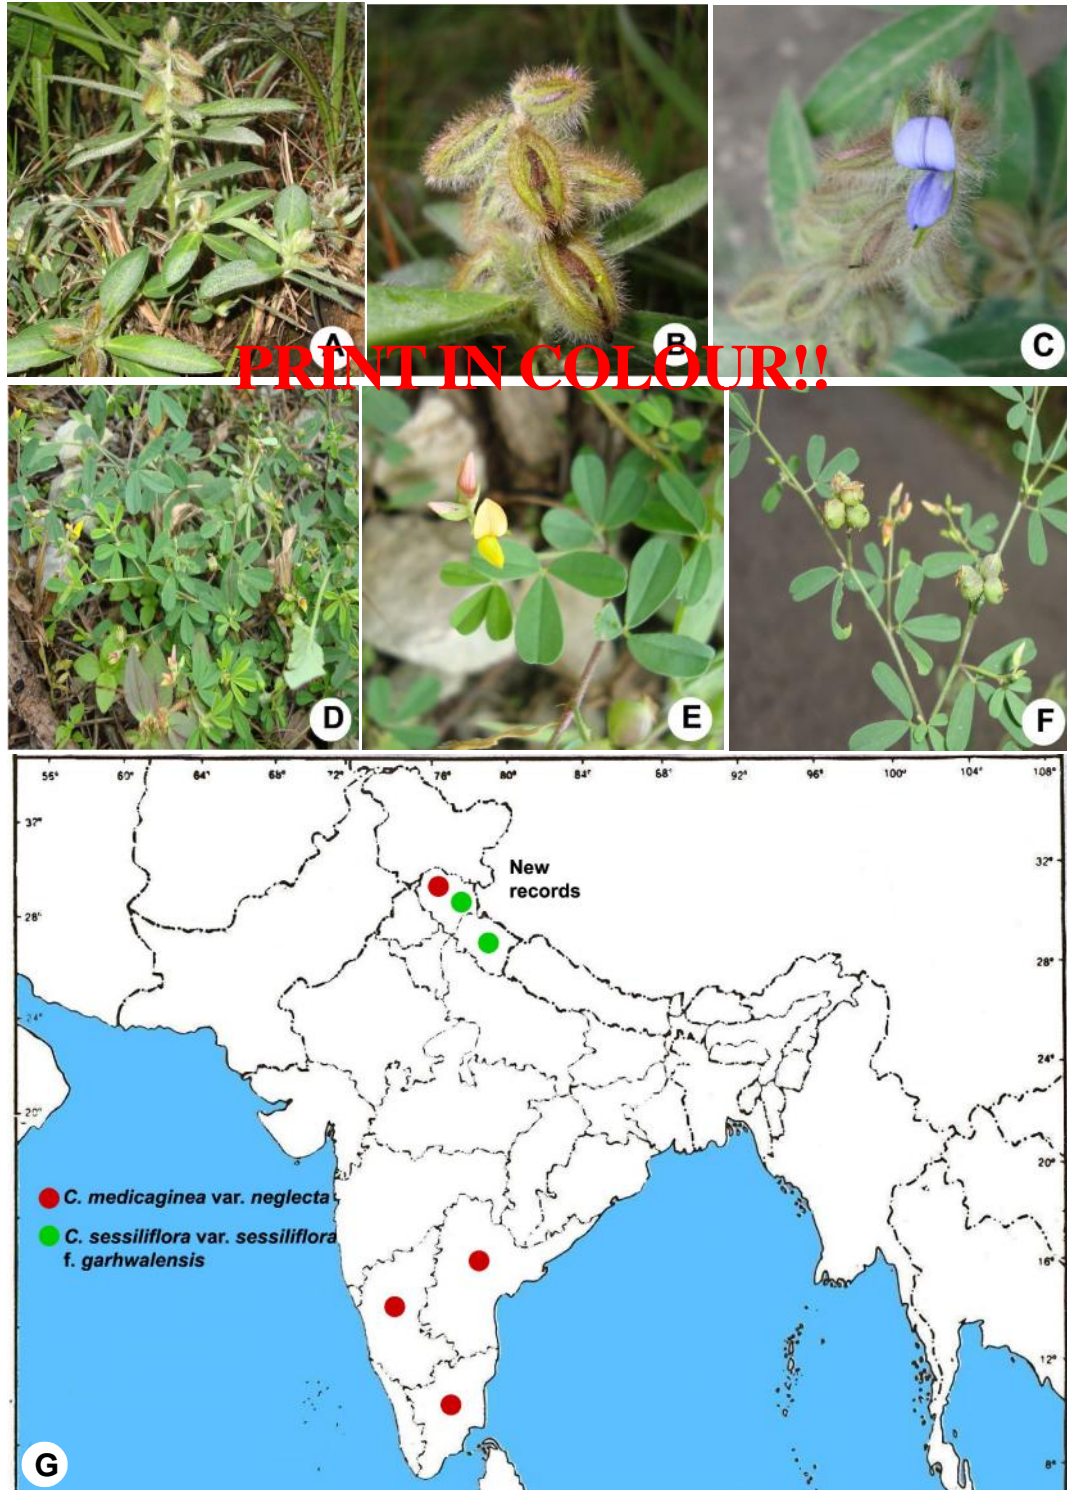 A
B
C
PRINT IN COLOUR!!
D
E
F
56° 60° 64° 68° 72° 76° 80° 84° 68° 92° 96° 100° 104° 108°
New
records
37°
32°
28°
28°
24°
24°
20°
20°
C. medicaginea var. neglecta
C. sessiliflora var. sessiliflora
f. garhwalensis
16°
12°
8°
G